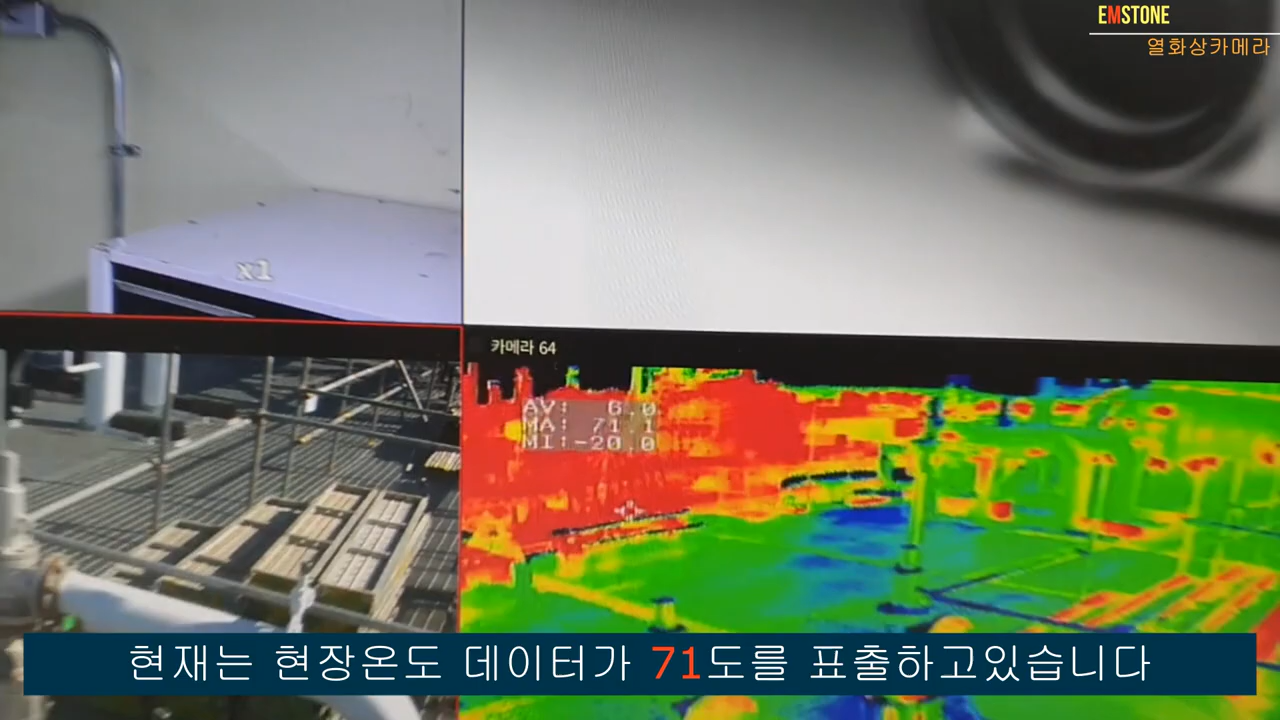 EMSTONE
열화상카메라
x1
카메라 64
AV: 6.0
MA: 71.1
MI:-20.0
현재는 현장온도 데이터가 71도를 표출하고있습니다